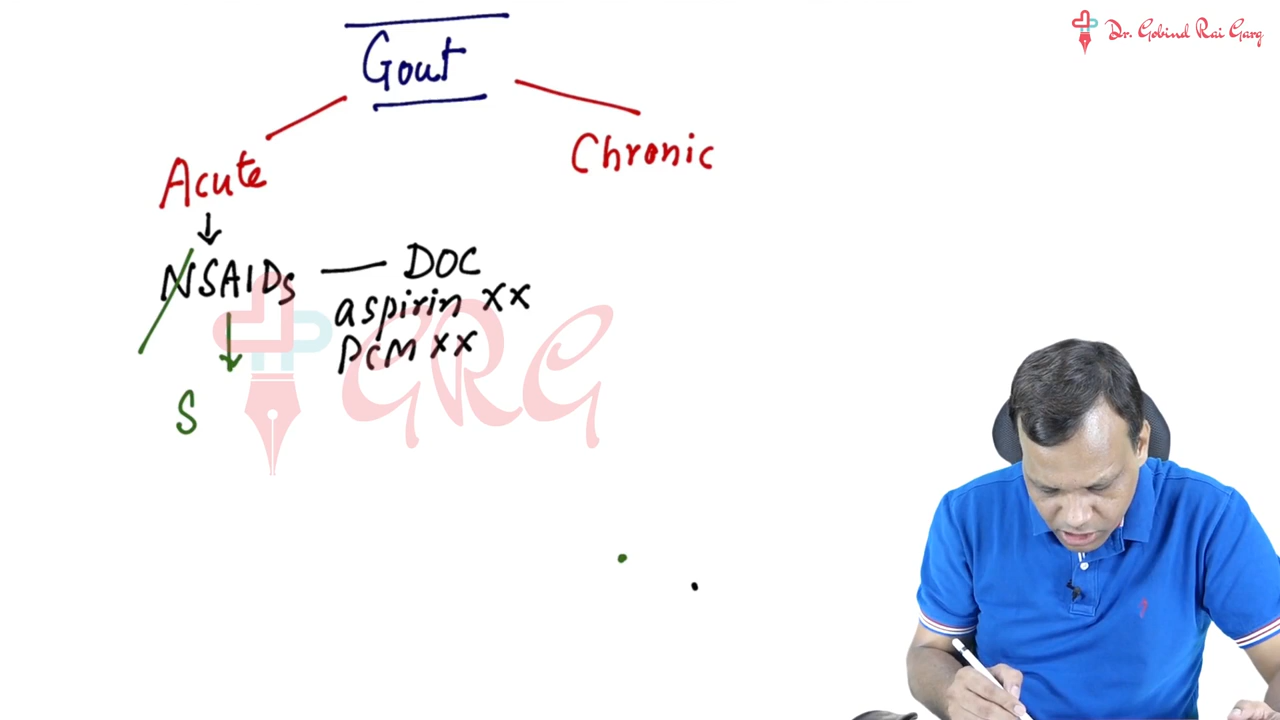 Dr. Gobind Rai Garg
Gout
Acute
Chronic
NSAIDs — DOC
aspirin xx
PCM xx
S
GRG